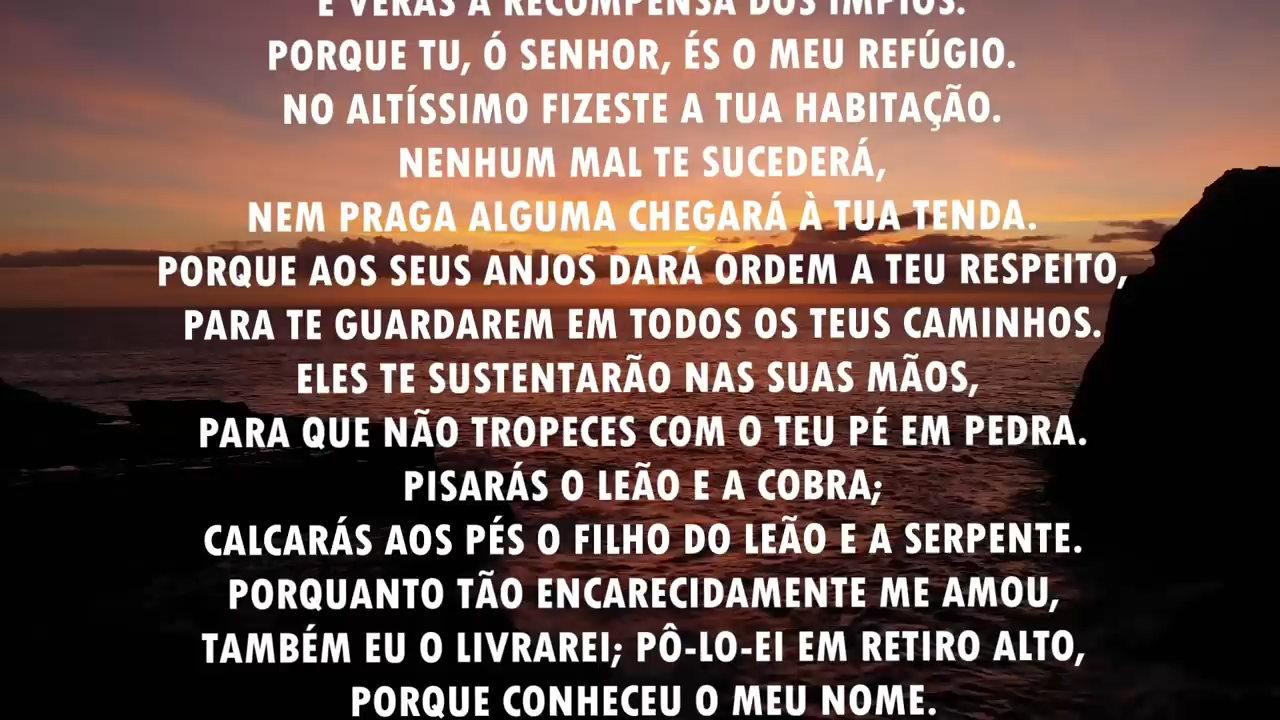 E VERÁS A RECOMPENSA DOS ÍMPIOS.
PORQUE TU, Ó SENHOR, ÉS O MEU REFÚGIO.
NO ALTÍSSIMO FIZESTE A TUA HABITAÇÃO.
NENHUM MAL TE SUCEDERÁ,
NEM PRAGA ALGUMA CHEGARÁ À TUA TENDA.
PORQUE AOS SEUS ANJOS DARÁ ORDEM A TEU RESPEITO,
PARA TE GUARDAREM EM TODOS OS TEUS CAMINHOS.
ELES TE SUSTENTARÃO NAS SUAS MÃOS,
PARA QUE NÃO TROPECES COM O TEU PÉ EM PEDRA.
PISARÁS O LEÃO E A COBRA;
CALCARÁS AOS PÉS O FILHO DO LEÃO E A SERPENTE.
PORQUANTO TÃO ENCARECIDAMENTE ME AMOU,
TAMBÉM EU O LIVRAREI; PÔ-LO-EI EM RETIRO ALTO,
PORQUE CONHECEU O MEU NOME.